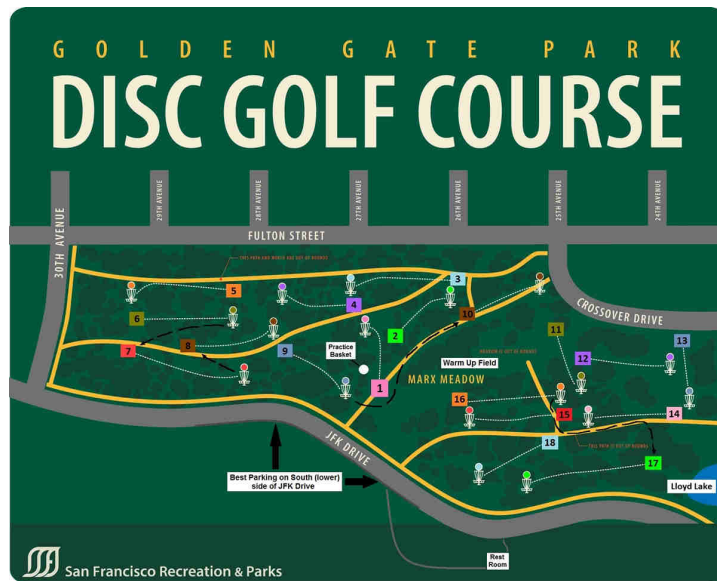 GOLDEN GATE PARK
DISC GOLF COURSE
30TH AVENUE
29TH AVENUE
28TH AVENUE
27TH AVENUE
26TH AVENUE
25TH AVENUE
24TH AVENUE
FULTON STREET
CROSSOVER DRIVE
5
3
4
6
10
2
11
13
7
8
9
Practice
Basket
Warm Up Field
12
MARX MEADOW
1
16
15
14
18
17
JFK DRIVE
Best Parking on South (lower)
side of JFK Drive
Lloyd Lake
Rest
Room
San Francisco Recreation & Parks